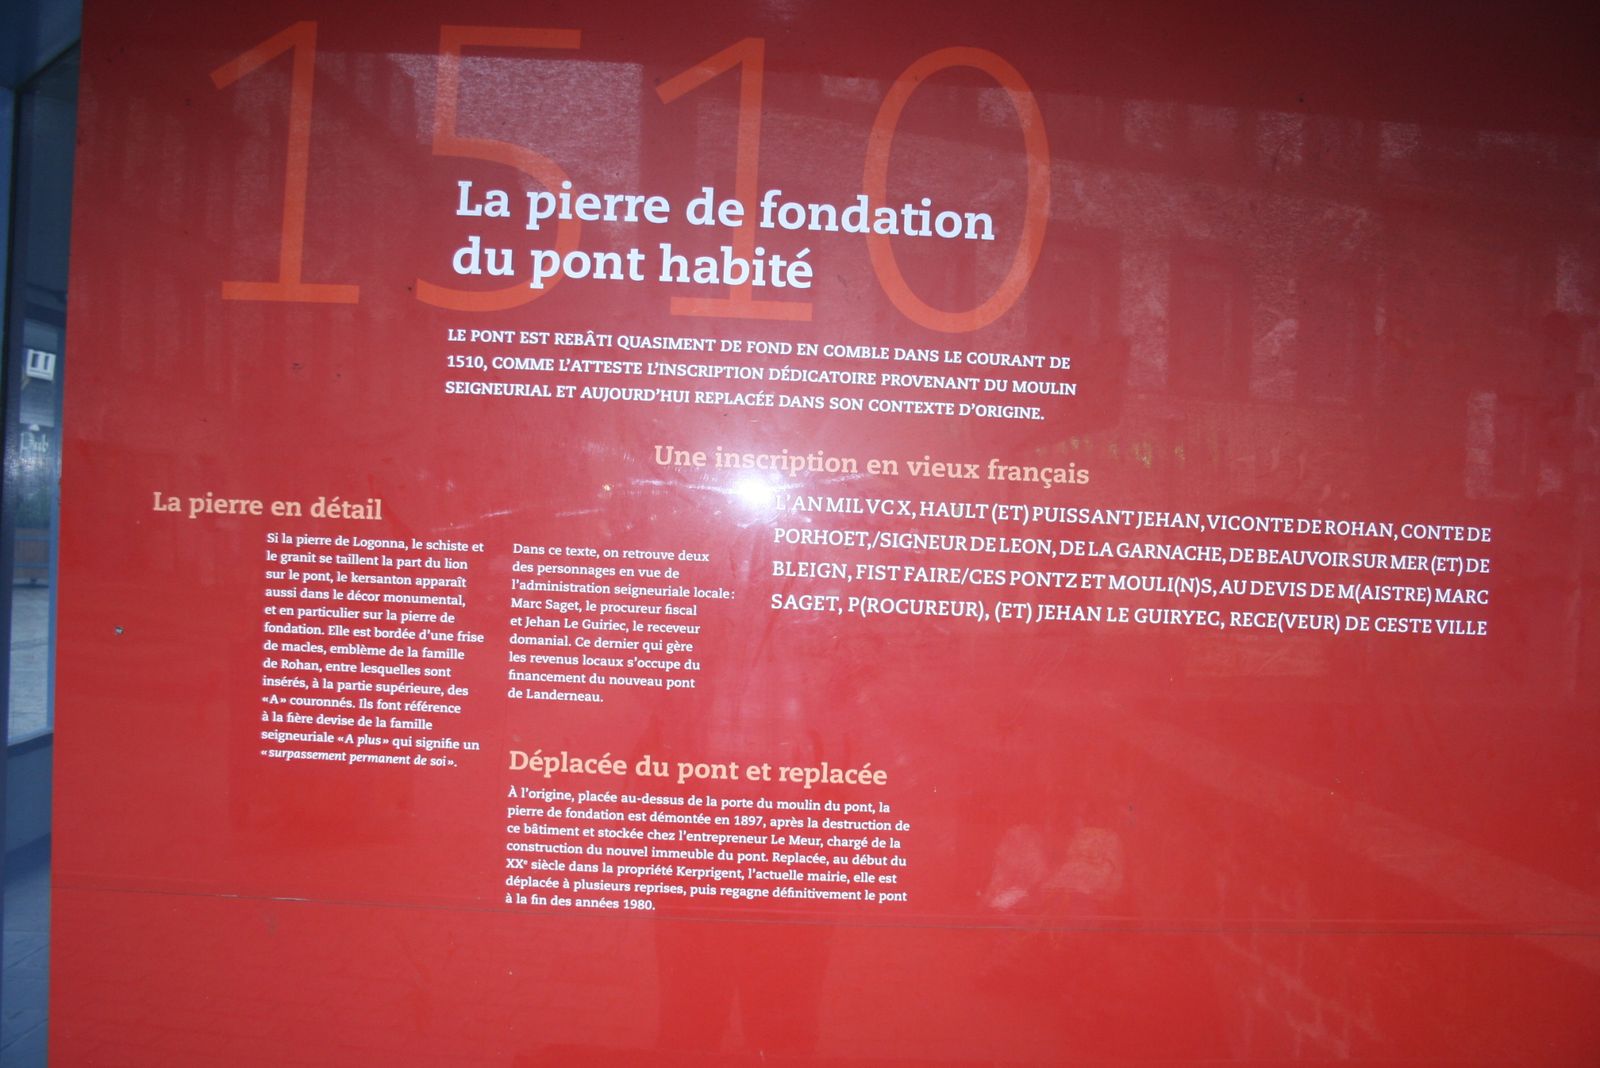 1510
La pierre de fondation
du pont habité
LE PONT EST REBÂTI QUASIMENT DE FOND EN COMBLE DANS LE COURANT DE
1510, COMME L'ATTESTE L'INSCRIPTION DÉDICATOIRE PROVENANT DU MOULIN
SEIGNEURIAL ET AUJOURD'HUI REPLACÉE DANS SON CONTEXTE D'ORIGINE.
La pierre en détail
Si la pierre de Logonna, le schiste et
le granit se taillent la part du lion
sur le pont, le kersanton apparaît
aussi dans le décor monumental,
et en particulier sur la pierre de
fondation. Elle est bordée d'une frise
de macles, emblème de la famille
de Rohan, entre lesquelles sont
insérés, à la partie supérieure, des
«A» couronnés. Ils font référence
à la fière devise de la famille
seigneuriale «A plus» qui signifie un
«surpassement permanent de soi».
Une inscription en vieux français
L'AN MIL VC X, HAULT (ET) PUISSANT JEHAN, VICONTE DE ROHAN, CONTE DE
PORHOET,/SIGNEUR DE LEON, DE LA GARNACHE, DE BEAUVOIR SUR MER (ET) DE
BLEIGN, FIST FAIRE/CES PONTZ ET MOULI(N)S, AU DEVIS DE M(AISTRE) MARC
SAGET, P(ROCUREUR), (ET) JEHAN LE GUIRYEC, RECE(VEUR) DE CESTE VILLE
Dans ce texte, on retrouve deux
des personnages en vue de
l'administration seigneuriale locale :
Marc Saget, le procureur fiscal
et Jehan Le Guiriec, le receveur
domanial. Ce dernier qui gère
les revenus locaux s'occupe du
financement du nouveau pont
de Landerneau.
Déplacée du pont et replacée
À l'origine, placée au-dessus de la porte du moulin du pont, la
pierre de fondation est démontée en 1897, après la destruction de
ce bâtiment et stockée chez l'entrepreneur Le Meur, chargé de la
construction du nouvel immeuble du pont. Replacée, au début du
XXe siècle dans la propriété Kerprigent, l'actuelle mairie, elle est
déplacée à plusieurs reprises, puis regagne définitivement le pont
à la fin des années 1980.